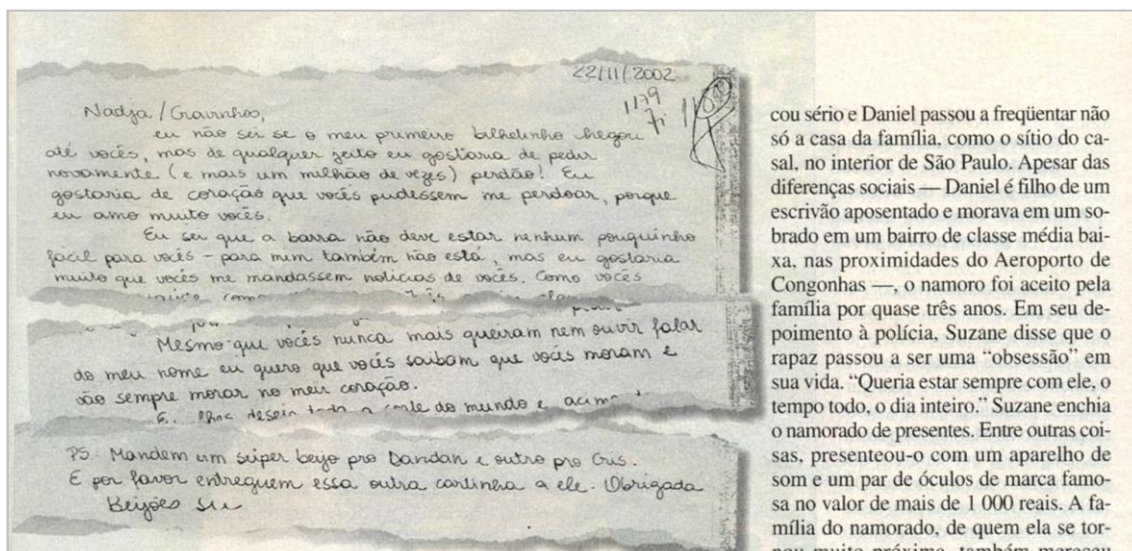 22/11/2002
1179
Nadja / Cravinhos,
eu não sei se o meu primeiro bilhetinho chegou
até vocês, mas de qualquer jeito eu gostaria de pedir
novamente (e mais um milhão de vezes) perdão! Eu
gostaria de coração que vocês pudessem me perdoar, porque
eu amo muito vocês.
Eu sei que a barra não deve estar nenhum pouquinho
fácil para vocês - para mim também não está, mas eu gostaria
muito que vocês me mandassem notícias de vocês. Como vocês
Mesmo que vocês nunca mais queiram nem ouvir falar
do meu nome eu quero que vocês saibam que vocês moram e
vão sempre morar no meu coração.
do mundo e
PS: Mandem um súper beijo pro Dandan e outro pro Cris.
E por favor entreguem essa outra cartinha a ele. Obrigada
Beijões Su
cou sério e Daniel passou a freqüentar não
só a casa da família, como o sítio do ca-
sal, no interior de São Paulo. Apesar das
diferenças sociais — Daniel é filho de um
escrivão aposentado e morava em um so-
brado em um bairro de classe média bai-
xa, nas proximidades do Aeroporto de
Congonhas —, o namoro foi aceito pela
família por quase três anos. Em seu de-
poimento à polícia, Suzane disse que o
rapaz passou a ser uma “obsessão” em
sua vida. “Queria estar sempre com ele, o
tempo todo, o dia inteiro.” Suzane enchia
o namorado de presentes. Entre outras coi-
sas, presenteou-o com um aparelho de
som e um par de óculos de marca famo-
sa no valor de mais de 1 000 reais. A fa-
mília do namorado, de quem ela se tor-
nou muito próxima, também mereceu